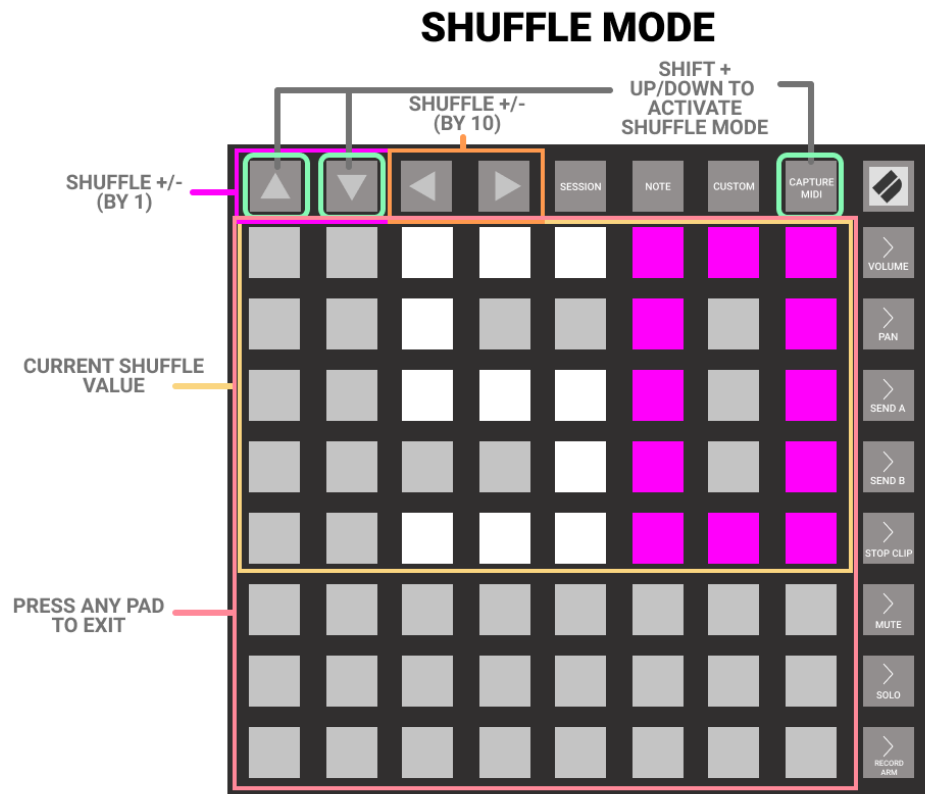 SHUFFLE MODE
SHIFT +
UP/DOWN TO
ACTIVATE
SHUFFLE MODE
SHUFFLE +/-
(BY 10)
SHUFFLE +/-
(BY 1)
SESSION
NOTE
CUSTOM
CAPTURE
MIDI
VOLUME
PAN
CURRENT SHUFFLE
VALUE
SEND A
SEND B
STOP CLIP
PRESS ANY PAD
TO EXIT
MUTE
SOLO
RECORD
ARM